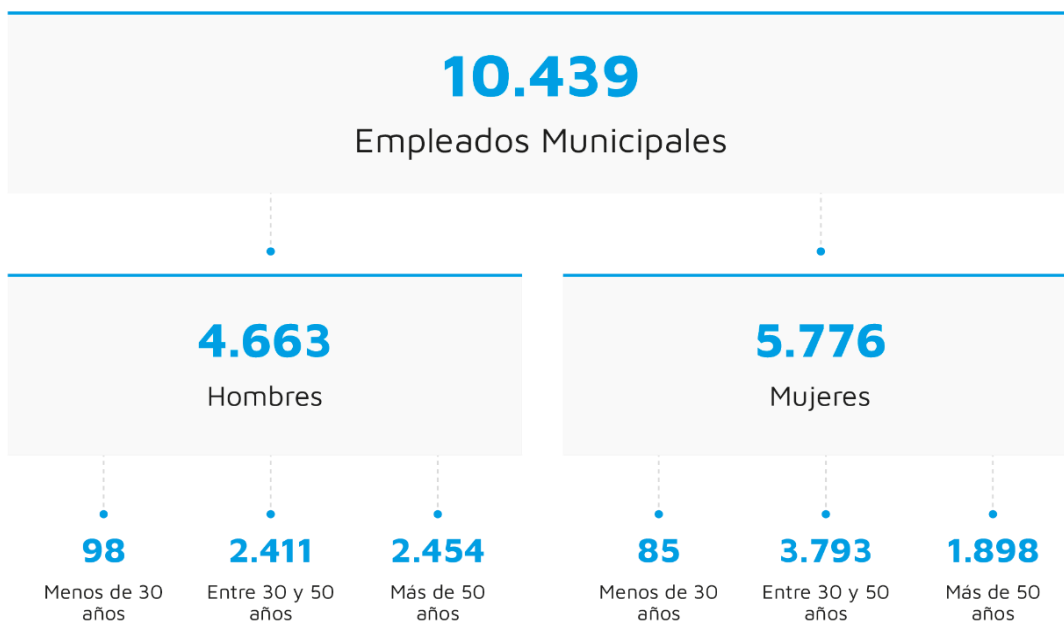 10.439
Empleados Municipales
4.663
Hombres
5.776
Mujeres
98
Menos de 30
años
2.411
Entre 30 y 50
años
2.454
Más de 50
años
85
Menos de 30
años
3.793
Entre 30 y 50
años
1.898
Más de 50
años